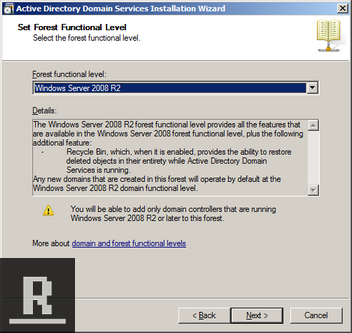 Active Directory Domain Services Installation Wizard
Set Forest Functional Level
Select the forest functional level.
Forest functional level:
Windows Server 2008 R2
Details:
The Windows Server 2008 R2 forest functional level provides all the features that
are available in the Windows Server 2008 forest functional level, plus the following
additional feature:
- Recycle Bin, which, when it is enabled, provides the ability to restore
deleted objects in their entirety while Active Directory Domain
Services is running.
Any new domains that are created in this forest will operate by default at the
Windows Server 2008 R2 domain functional level.
You will be able to add only domain controllers that are running
Windows Server 2008 R2 or later to this forest.
More about domain and forest functional levels
R
< Back Next > Cancel